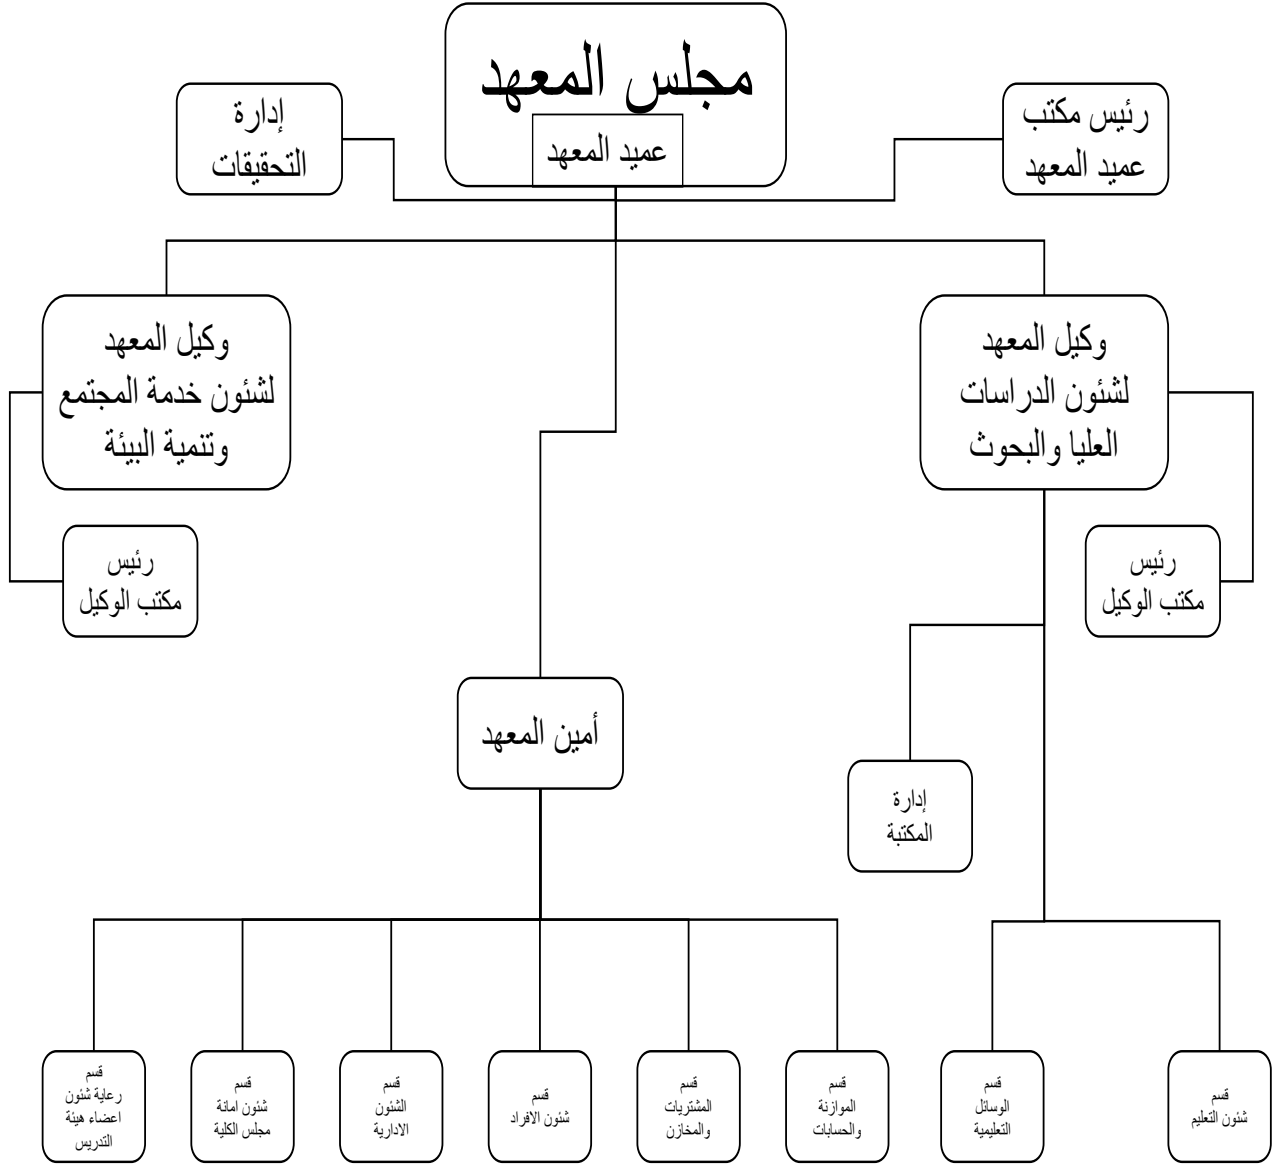 مجلس المعهد
عميد المعهد
رئيس مكتب
عميد المعهد
إدارة
التحقيقات
وكيل المعهد
لشئون الدراسات
العليا والبحوث
وكيل المعهد
لشئون خدمة المجتمع
وتنمية البيئة
رئيس
مكتب الوكيل
رئيس
مكتب الوكيل
أمين المعهد
إدارة
المكتبة
قسم
شئون التعليم
قسم
الوسائل
التعليمية
قسم
الموازنة
والحسابات
قسم
المشتريات
والمخازن
قسم
شئون الافراد
قسم
الشئون
الادارية
قسم
شئون امانة
مجلس الكلية
قسم
رعاية شئون
اعضاء هيئة
التدريس